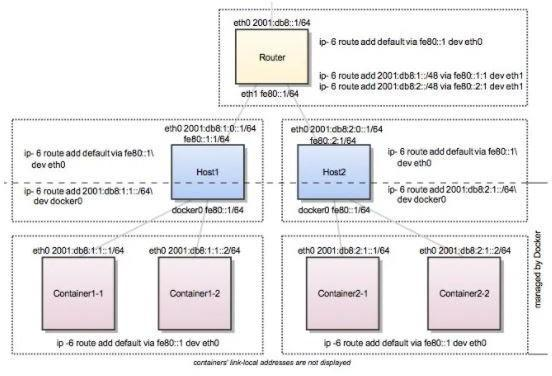 eth0 2001:db8::1/64
ip- 6 route add default via fe80::1 dev eth0
Router
ip- 6 route add 2001:db8:1::/48 via fe80::1:1 dev eth1
ip- 6 route add 2001:db8:2::/48 via fe80::2:1 dev eth1
eth1 fe80::1/64
eth0 2001:db8:1:0::1/64
fe80::1:1/64
eth0 2001:db8:2:0::1/64
fe80::2:1/64
ip- 6 route add default via fe80::1\
dev eth0
Host1
Host2
ip- 6 route add default via fe80::1\
dev eth0
ip- 6 route add 2001:db8:1:1::/64\
dev docker0
ip- 6 route add 2001:db8:2:1::/64\
dev docker0
docker0 fe80::1/64
docker0 fe80::1/64
eth0 2001:db8:1:1::1/64
eth0 2001:db8:1:1::2/64
eth0 2001:db8:2:1::1/64
eth0 2001:db8:2:1::2/64
Container1-1
Container1-2
Container2-1
Container2-2
ip -6 route add default via fe80::1 dev eth0
ip -6 route add default via fe80::1 dev eth0
managed by Docker
containers' link-local addresses are not displayed